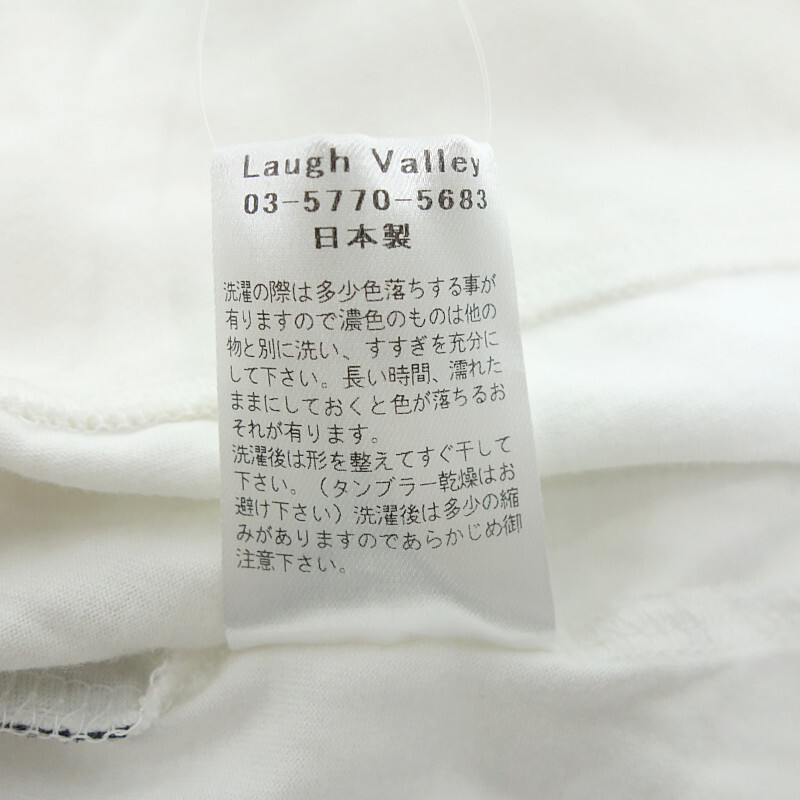 Laugh Valley
03-5770-5683
日本製
洗濯の際は多少色落ちする事が
有りますので濃色のものは他の
物と別に洗い、すすぎを充分に
して下さい。長い時間、濡れた
ままにしておくと色が落ちるお
それが有ります。
洗濯後は形を整えてすぐ干して
下さい。（タンブラー乾燥はお
避け下さい）洗濯後は多少の縮
みがありますのであらかじめ御
注意下さい。